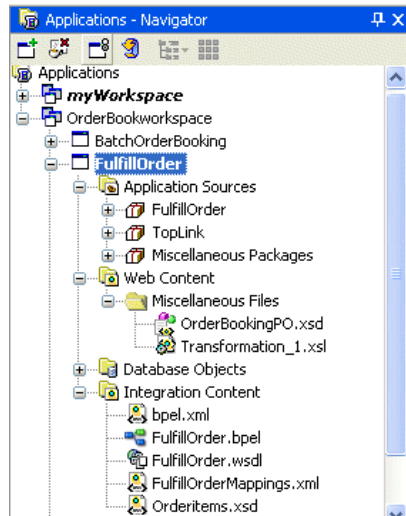 Applications - Navigator
Applications
myWorkspace
OrderBookworkspace
BatchOrderBooking
FulfillOrder
Application Sources
FulfillOrder
TopLink
Miscellaneous Packages
Web Content
Miscellaneous Files
OrderBookingPO.xsd
Transformation_1.xsl
Database Objects
Integration Content
bpel.xml
FulfillOrder.bpel
FulfillOrder.wsdl
FulfillOrderMappings.xml
Orderitems.xsd